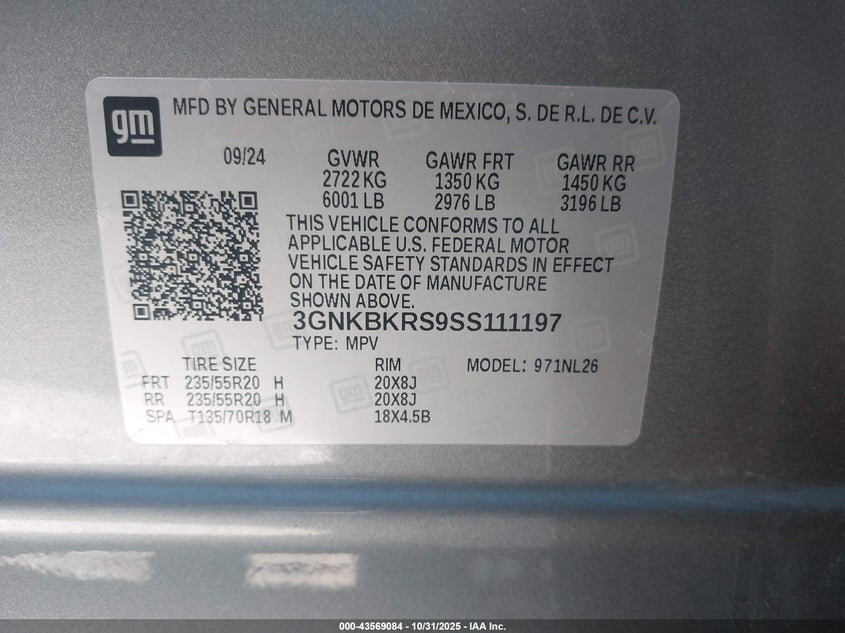 gm
MFD BY GENERAL MOTORS DE MEXICO, S. DE R.L. DE C.V.
09/24 GVWR GAWR FRT GAWR RR
2722 KG 1350 KG 1450 KG
6001 LB 2976 LB 3196 LB
THIS VEHICLE CONFORMS TO ALL
APPLICABLE U.S. FEDERAL MOTOR
VEHICLE SAFETY STANDARDS IN EFFECT
ON THE DATE OF MANUFACTURE
SHOWN ABOVE.
3GNKBKRS9SS111197
TYPE: MPV
TIRE SIZE RIM MODEL: 971NL26
FRT 235/55R20 H 20X8J
RR 235/55R20 H 20X8J
SPA T135/70R18 M 18X4.5B
000-43569084 - 10/31/2025 - IAA Inc.